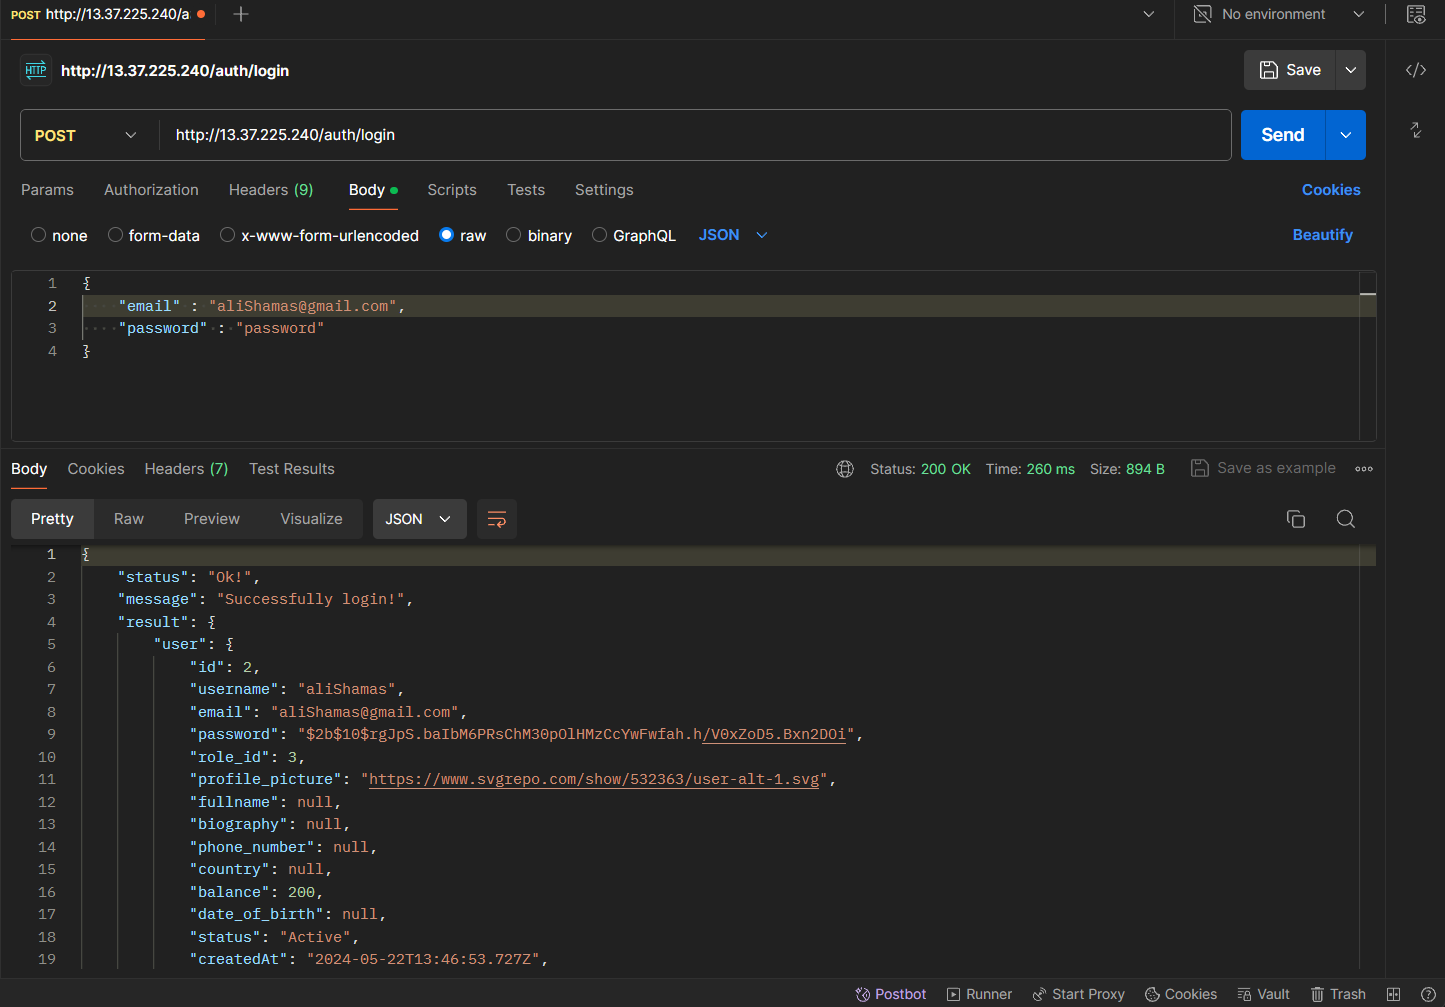 POST http://13.37.225.240/a
No environment
HTTP http://13.37.225.240/auth/login
Save
POST http://13.37.225.240/auth/login
Send
Params Authorization Headers (9) Body Scripts Tests Settings Cookies
none form-data x-www-form-urlencoded raw binary GraphQL JSON Beautify
1 {
2 "email" : "aliShamas@gmail.com",
3 "password" : "password"
4 }
Body Cookies Headers (7) Test Results Status: 200 OK Time: 260 ms Size: 894 B Save as example
Pretty Raw Preview Visualize JSON
1 {
2 "status": "Ok!",
3 "message": "Successfully login!",
4 "result": {
5 "user": {
6 "id": 2,
7 "username": "aliShamas",
8 "email": "aliShamas@gmail.com",
9 "password": "$2b$10$rgJpS.baIbM6PRsChM30pOlHMzCcYwFwfah.h/V0xZoD5.Bxn2DOi",
10 "role_id": 3,
11 "profile_picture": "https://www.svgrepo.com/show/532363/user-alt-1.svg",
12 "fullname": null,
13 "biography": null,
14 "phone_number": null,
15 "country": null,
16 "balance": 200,
17 "date_of_birth": null,
18 "status": "Active",
19 "createdAt": "2024-05-22T13:46:53.727Z",
Postbot Runner Start Proxy Cookies Vault Trash